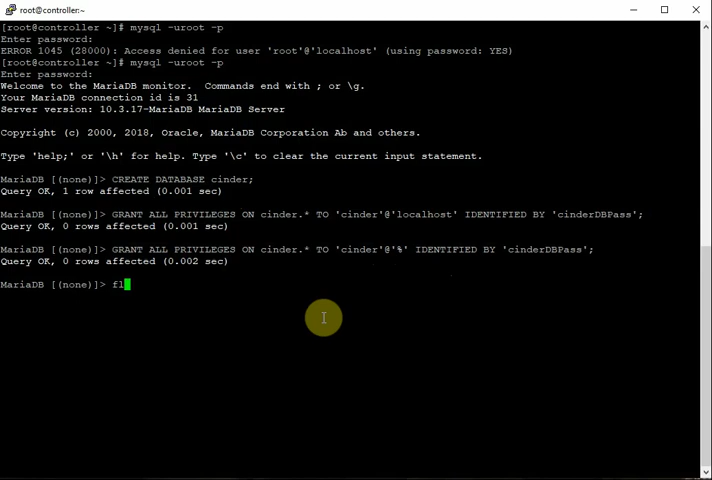 root@controller:~
[root@controller ~]# mysql -uroot -p
Enter password:
ERROR 1045 (28000): Access denied for user 'root'@'localhost' (using password: YES)
[root@controller ~]# mysql -uroot -p
Enter password:
Welcome to the MariaDB monitor.  Commands end with ; or \g.
Your MariaDB connection id is 31
Server version: 10.3.17-MariaDB MariaDB Server
Copyright (c) 2000, 2018, Oracle, MariaDB Corporation Ab and others.
Type 'help;' or '\h' for help. Type '\c' to clear the current input statement.
MariaDB [(none)]> CREATE DATABASE cinder;
Query OK, 1 row affected (0.001 sec)
MariaDB [(none)]> GRANT ALL PRIVILEGES ON cinder.* TO 'cinder'@'localhost' IDENTIFIED BY 'cinderDBPass';
Query OK, 0 rows affected (0.001 sec)
MariaDB [(none)]> GRANT ALL PRIVILEGES ON cinder.* TO 'cinder'@'%' IDENTIFIED BY 'cinderDBPass';
Query OK, 0 rows affected (0.002 sec)
MariaDB [(none)]> fl